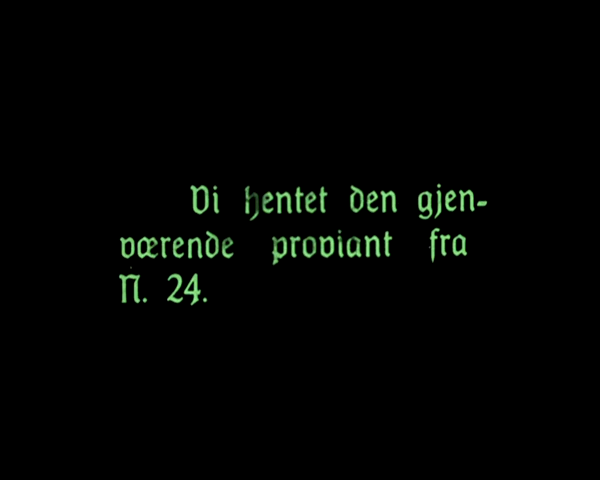 Vi hentet den gjen-
værende proviant fra
N. 24.